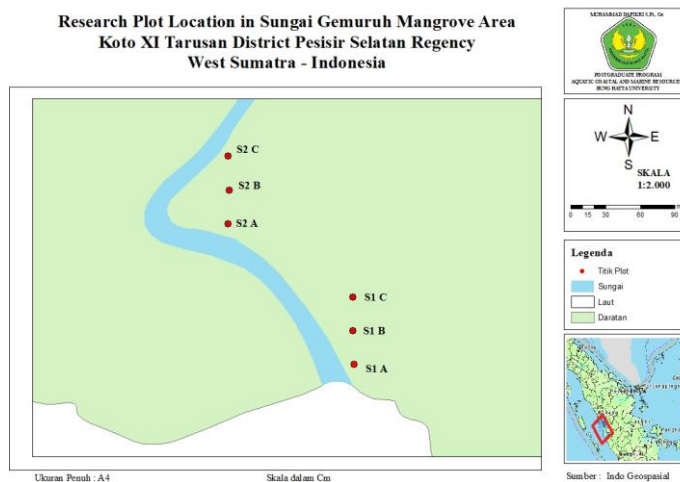 Research Plot Location in Sungai Gemuruh Mangrove Area
Koto XI Tarusan District Pesisir Selatan Regency
West Sumatra - Indonesia
S2 C
S2 B
S2 A
S1 C
S1 B
S1 A
Ukuran Penuh : A4
Skala dalam Cm
POSTGRADUATE PROGRAM
AQUATIC COASTAL AND MARINE RESOURCE
BUNG HATTA UNIVERSITY
N
W
E
S
SKALA
1:2.000
0 15 30 60 90
Legenda
Titik Plot
Sungai
Laut
Daratan
Sumber : Indo Geospasial